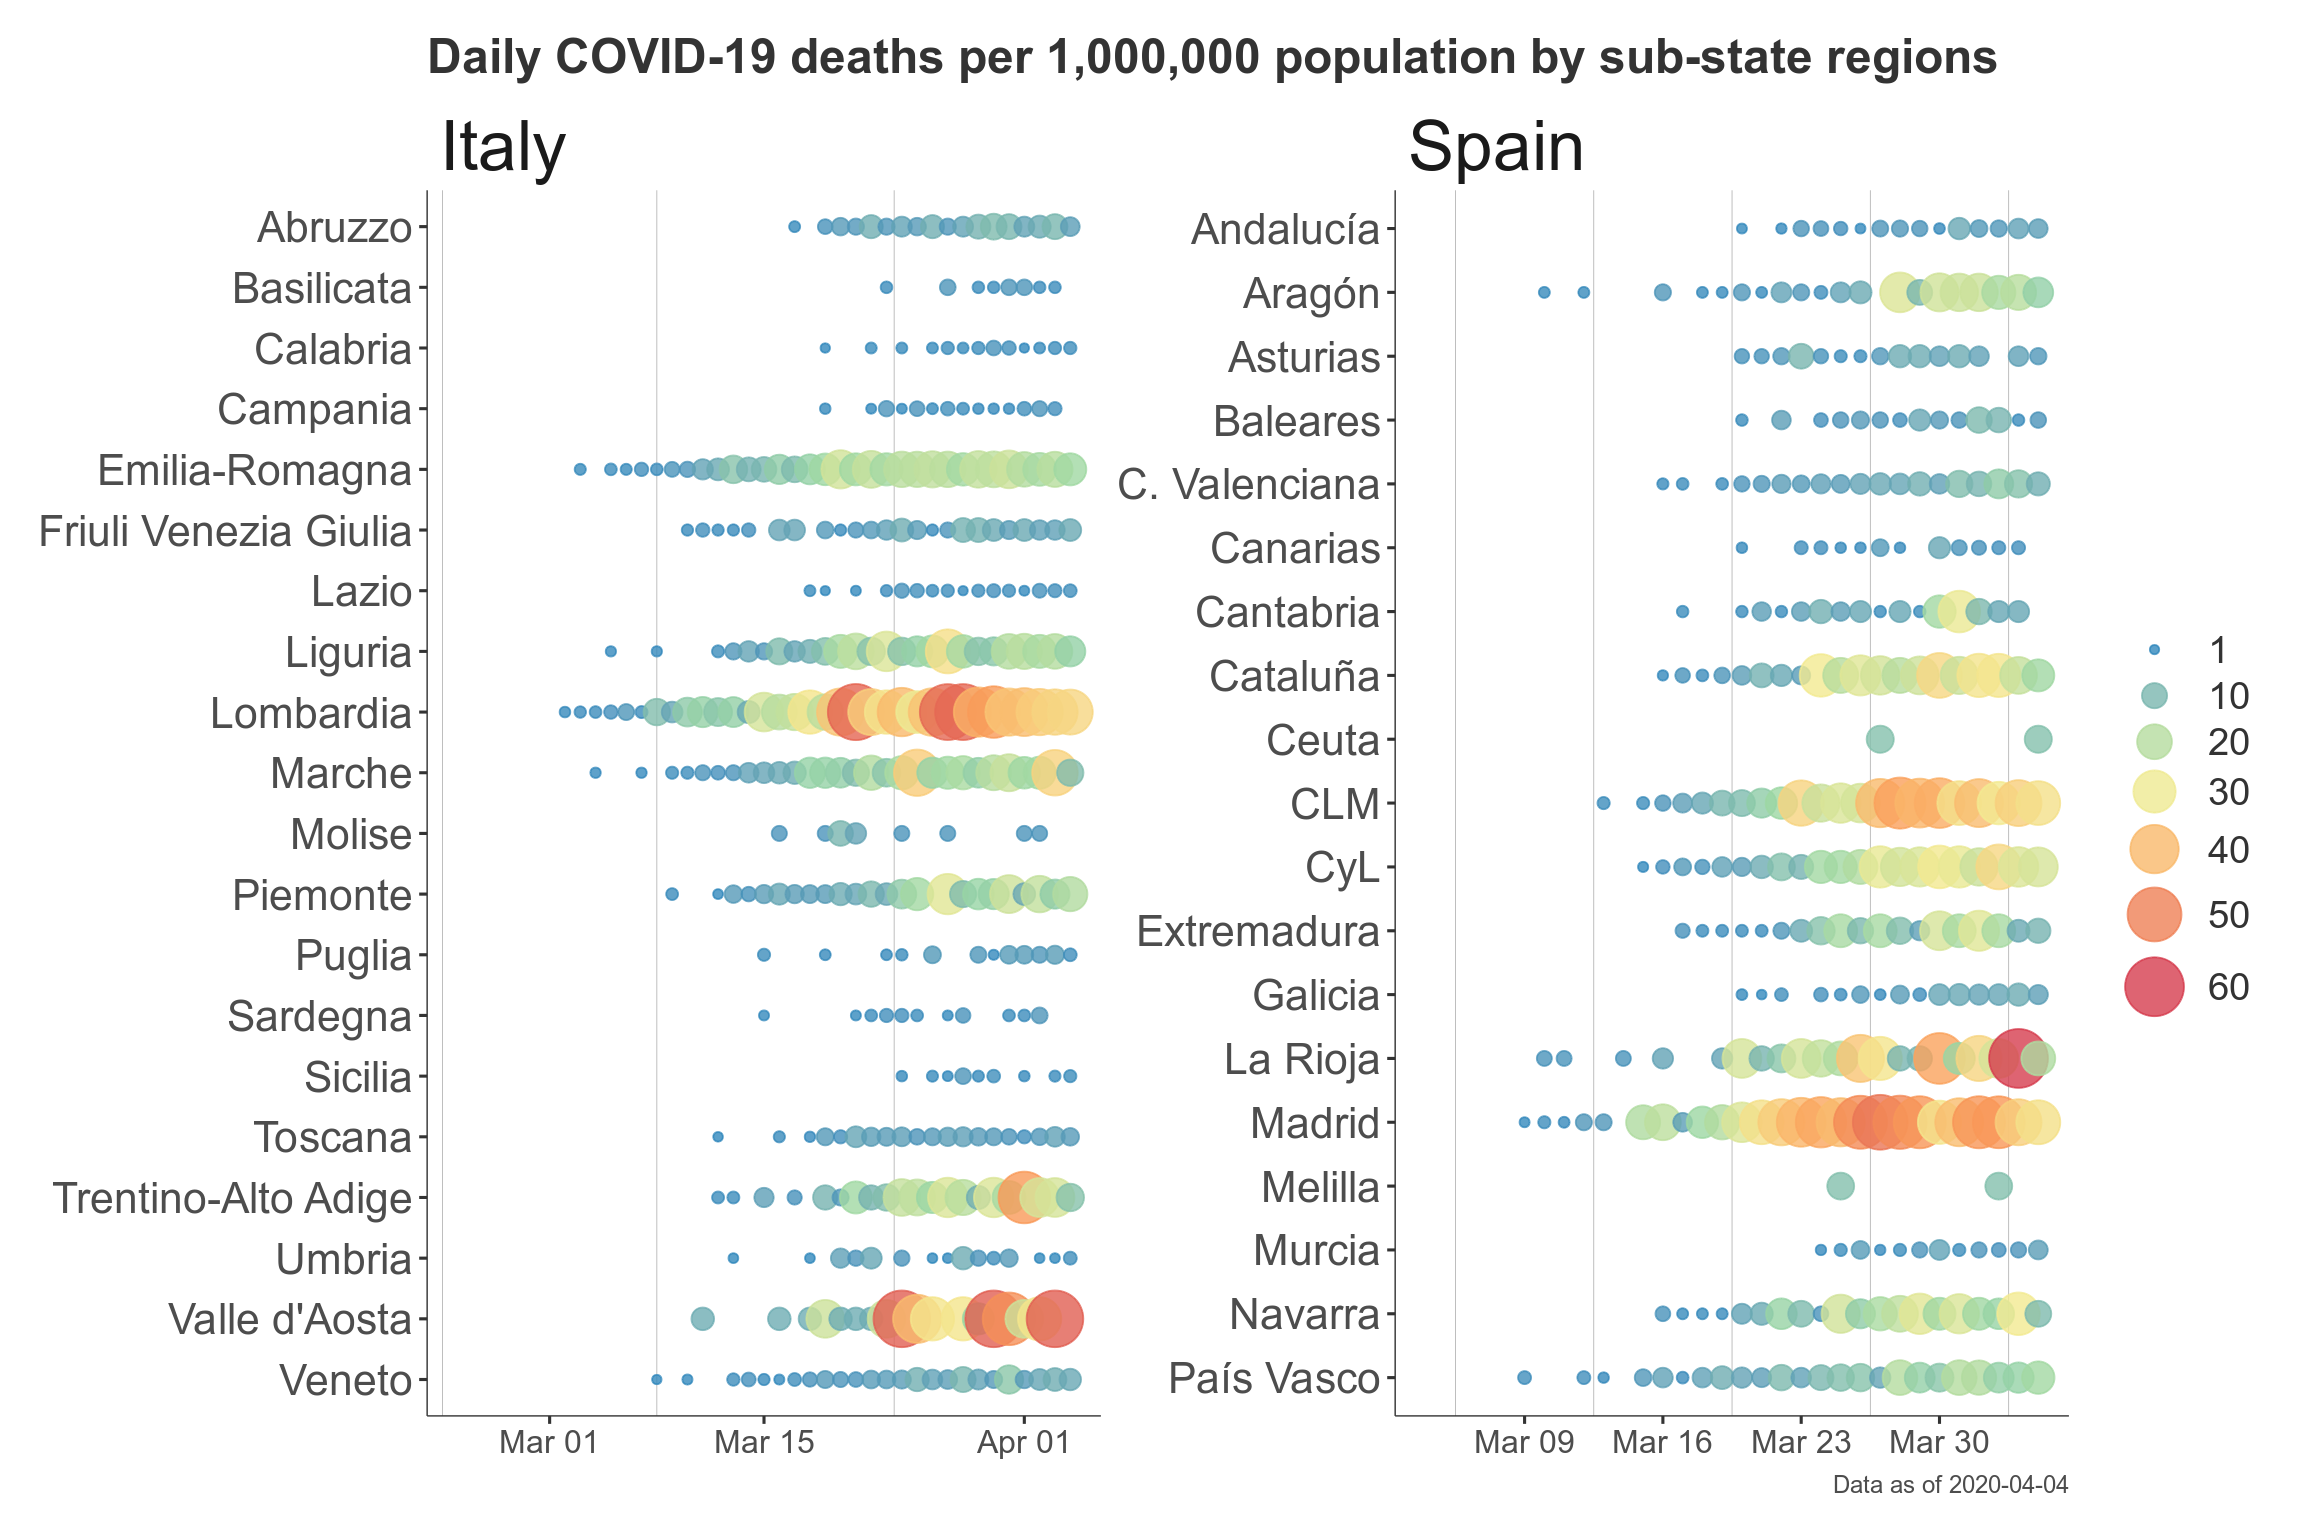 Daily COVID-19 deaths per 1,000,000 population by sub-state regions
Italy
Abruzzo
Basilicata
Calabria
Campania
Emilia-Romagna
Friuli Venezia Giulia
Lazio
Liguria
Lombardia
Marche
Molise
Piemonte
Puglia
Sardegna
Sicilia
Toscana
Trentino-Alto Adige
Umbria
Valle d'Aosta
Veneto
Mar 01 Mar 15 Apr 01
Spain
Andalucía
Aragón
Asturias
Baleares
C. Valenciana
Canarias
Cantabria
Cataluña
Ceuta
CLM
CyL
Extremadura
Galicia
La Rioja
Madrid
Melilla
Murcia
Navarra
País Vasco
Mar 09 Mar 16 Mar 23 Mar 30
1
10
20
30
40
50
60
Data as of 2020-04-04